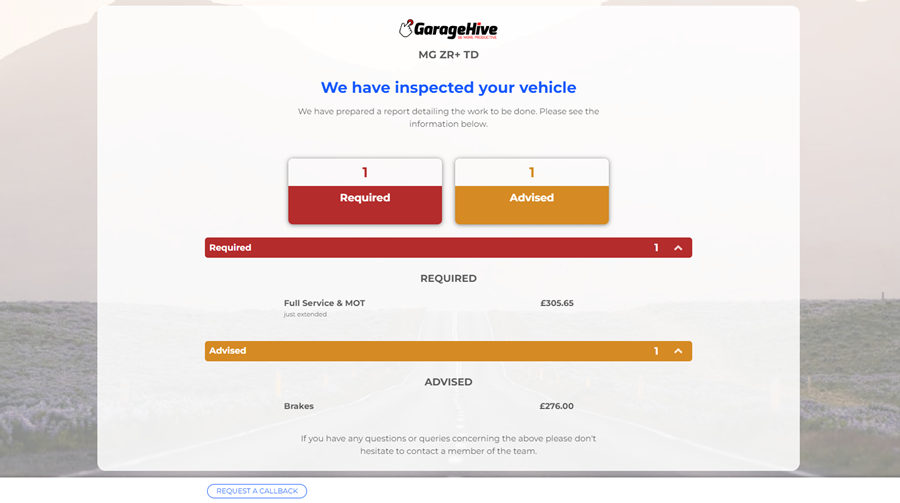 GarageHive
BE MORE PRODUCTIVE
MG ZR+ TD
We have inspected your vehicle
We have prepared a report detailing the work to be done. Please see the
information below.
1
Required
1
Advised
Required 1
REQUIRED
Full Service & MOT £305.65
just extended
Advised 1
ADVISED
Brakes £276.00
If you have any questions or queries concerning the above please don't
hesitate to contact a member of the team.
REQUEST A CALLBACK